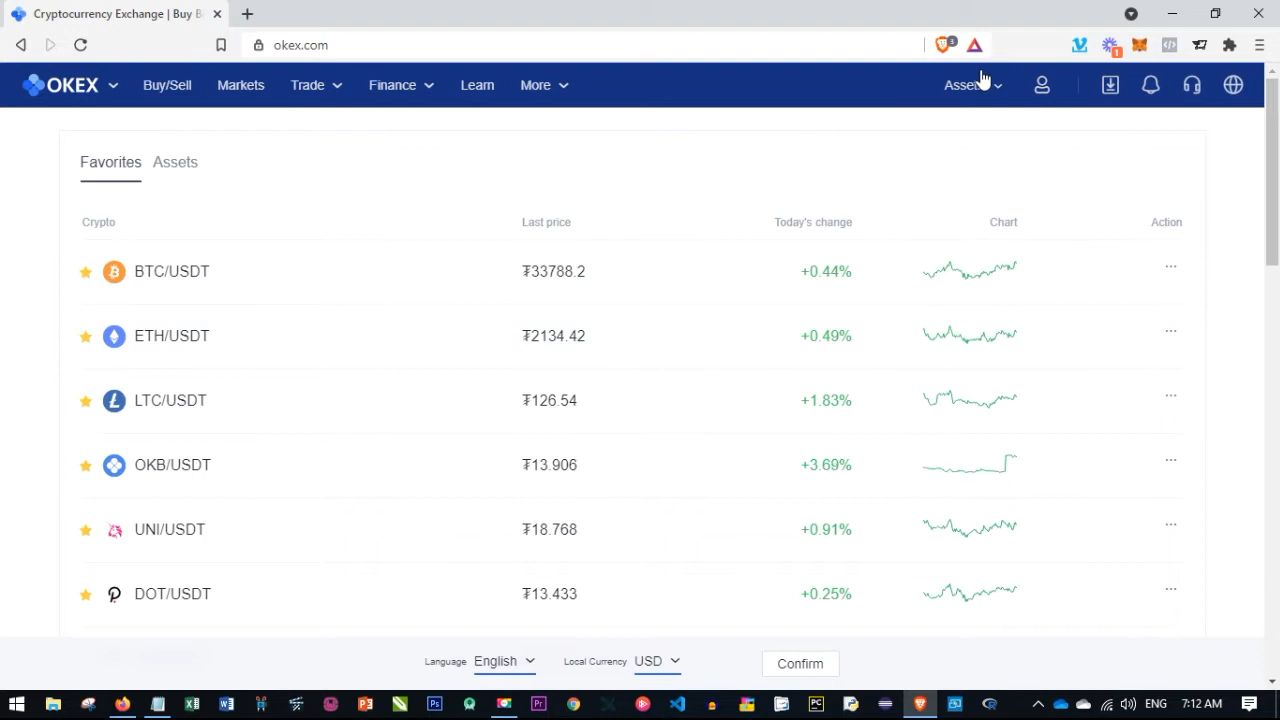 Cryptocurrency Exchange | Buy B
okex.com
3
1
OKEX Buy/Sell Markets Trade Finance Learn More Assets
Favorites Assets
Crypto Last price Today's change Chart Action
BTC/USDT ₮33788.2 +0.44% ...
ETH/USDT ₮2134.42 +0.49% ...
LTC/USDT ₮126.54 +1.83% ...
OKB/USDT ₮13.906 +3.69% ...
UNI/USDT ₮18.768 +0.91% ...
DOT/USDT ₮13.433 +0.25% ...
Language English Local Currency USD Confirm
ENG 7:12 AM